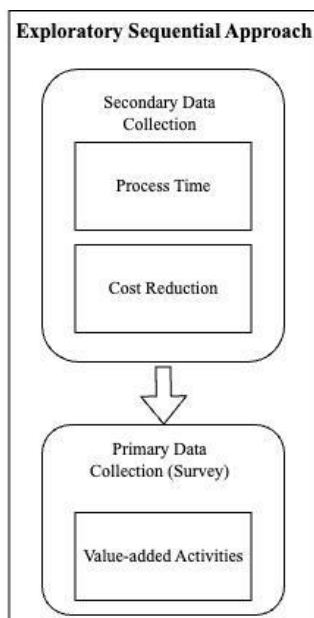 Exploratory Sequential Approach
Secondary Data
Collection
Process Time
Cost Reduction
Primary Data
Collection (Survey)
Value-added Activities